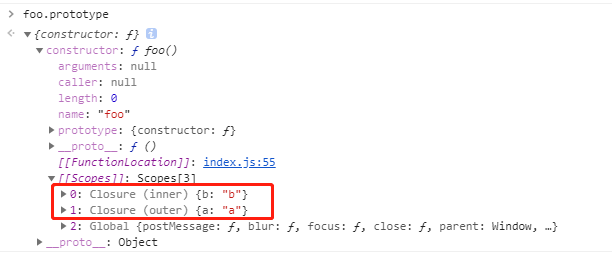 > foo.prototype
<· ▼{constructor: ƒ} i
▼constructor: ƒ foo()
arguments: null
caller: null
length: 0
name: "foo"
▶prototype: {constructor: ƒ}
▶__proto__: ƒ ()
[[FunctionLocation]]: index.js:55
▼[[Scopes]]: Scopes[3]
▶0: Closure (inner) {b: "b"}
▶1: Closure (outer) {a: "a"}
▶2: Global {postMessage: ƒ, blur: ƒ, focus: ƒ, close: ƒ, parent: Window, …}
▶__proto__: Object